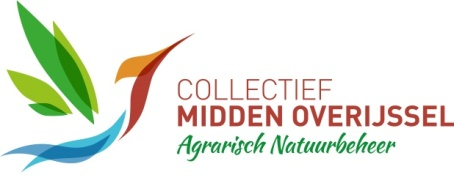 COLLECTIEF
MIDDEN OVERIJSSEL
Agrarisch Natuurbeheer